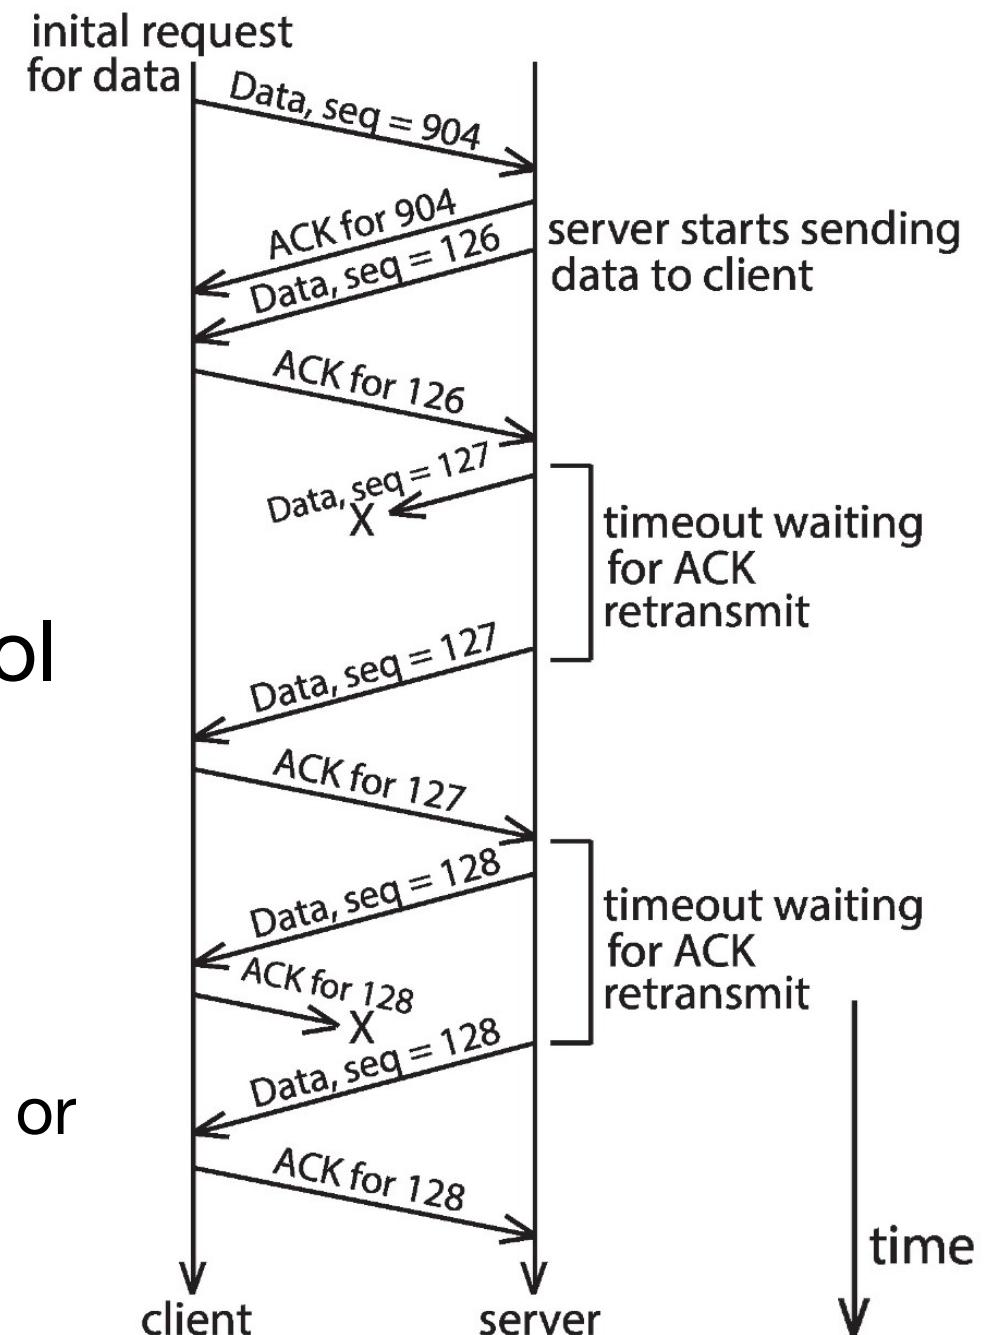 inital request
for data
Data, seq = 904
ACK for 904
server starts sending
data to client
Data, seq = 126
ACK for 126
Data, seq = 127
X
timeout waiting
for ACK
retransmit
ol
Data, seq = 127
ACK for 127
Data, seq = 128
timeout waiting
for ACK
retransmit
ACK for 128
X
Data, seq = 128
or
ACK for 128
time
client
server